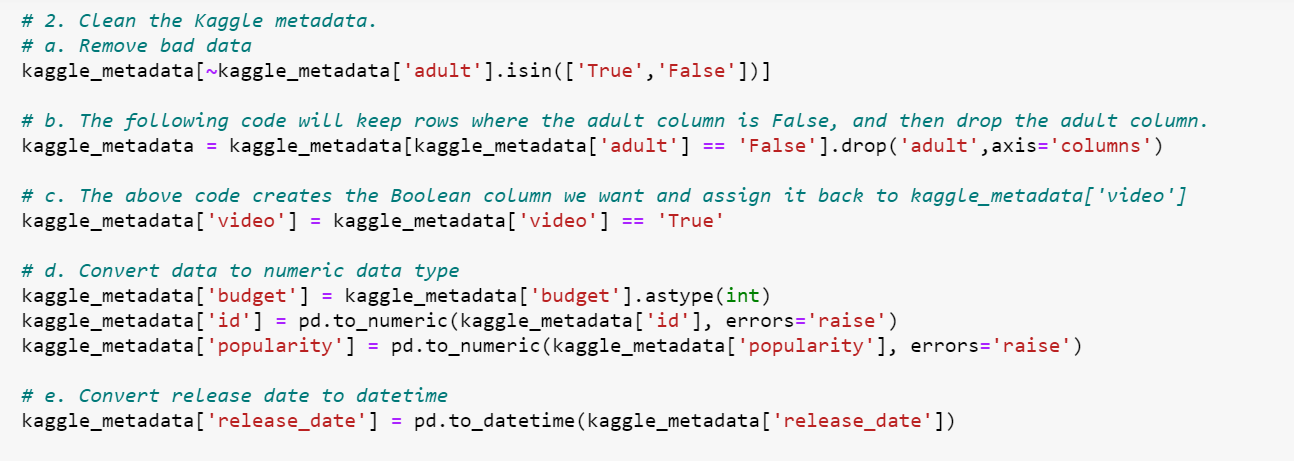 # 2. Clean the Kaggle metadata.
# a. Remove bad data
kaggle_metadata[~kaggle_metadata['adult'].isin(['True','False'])]
# b. The following code will keep rows where the adult column is False, and then drop the adult column.
kaggle_metadata = kaggle_metadata[kaggle_metadata['adult'] == 'False'].drop('adult',axis='columns')
# c. The above code creates the Boolean column we want and assign it back to kaggle_metadata['video']
kaggle_metadata['video'] = kaggle_metadata['video'] == 'True'
# d. Convert data to numeric data type
kaggle_metadata['budget'] = kaggle_metadata['budget'].astype(int)
kaggle_metadata['id'] = pd.to_numeric(kaggle_metadata['id'], errors='raise')
kaggle_metadata['popularity'] = pd.to_numeric(kaggle_metadata['popularity'], errors='raise')
# e. Convert release date to datetime
kaggle_metadata['release_date'] = pd.to_datetime(kaggle_metadata['release_date'])